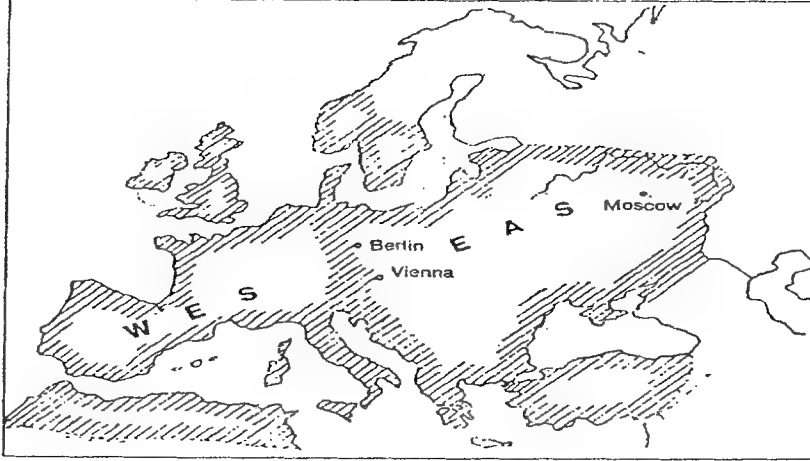 Moscow
Berlin
Vienna
E A S
W E S